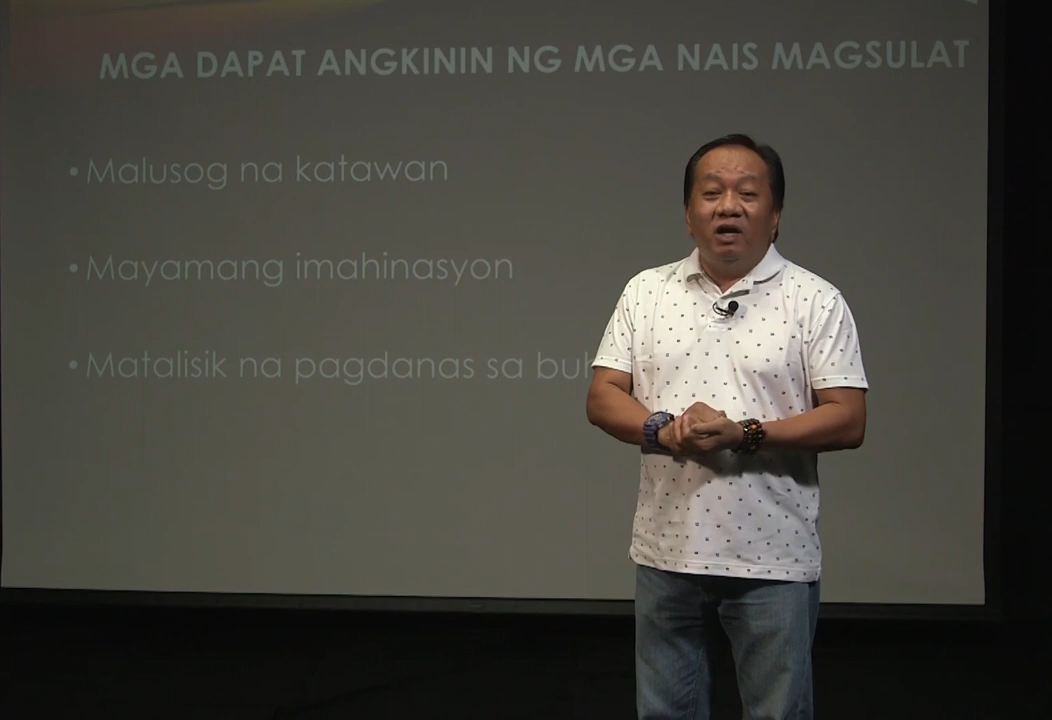 MGA DAPAT ANGKININ NG MGA NAIS MAGSULAT
• Malusog na katawan
• Mayamang imahinasyon
• Matalisik na pagdanas sa